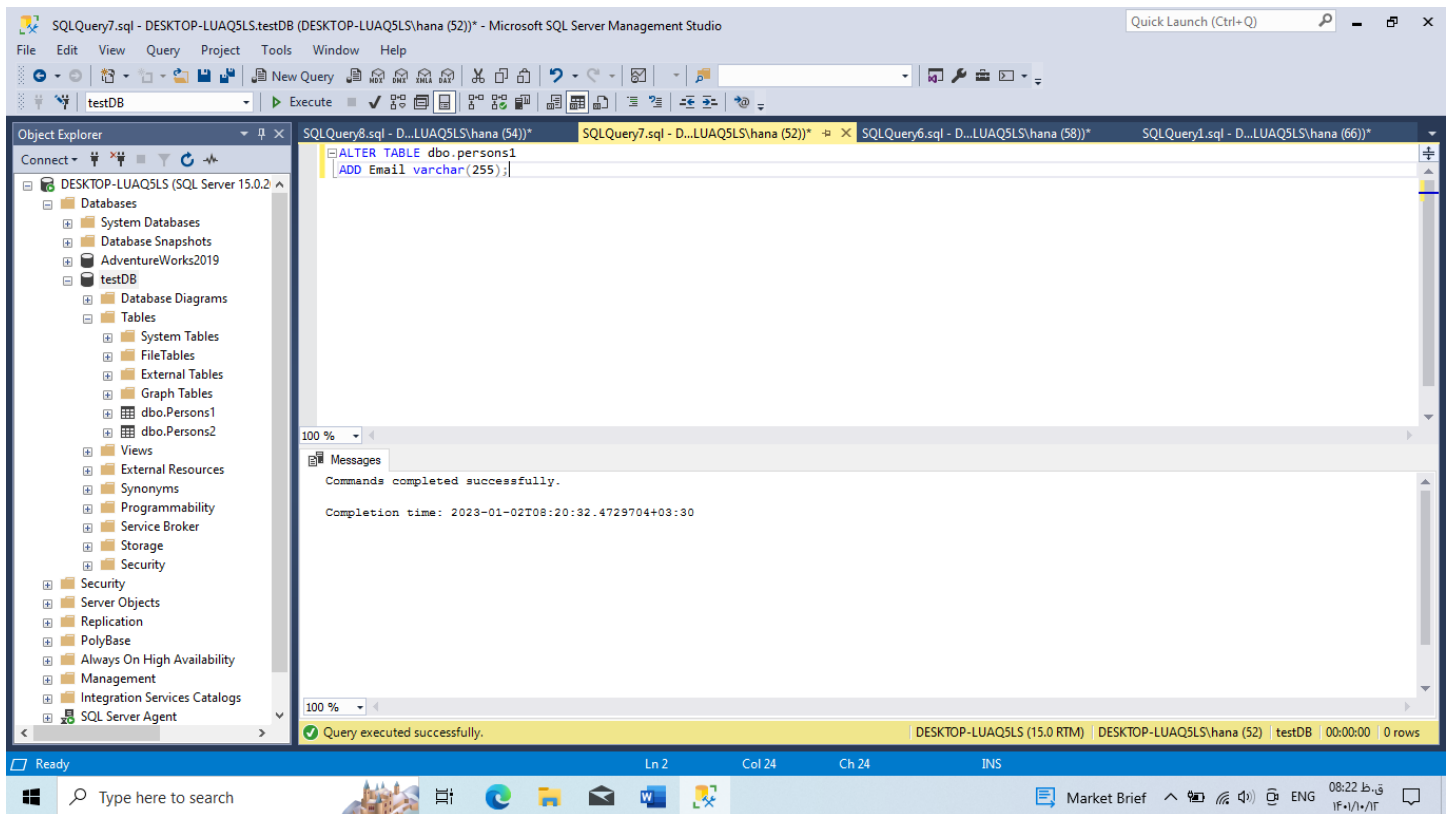 SQLQuery7.sql - DESKTOP-LUAQ5LS.testDB (DESKTOP-LUAQ5LS\hana (52))* - Microsoft SQL Server Management Studio
Quick Launch (Ctrl+Q)
File Edit View Query Project Tools Window Help
New Query MDX DMX XMLA DAX
testDB Execute
Object Explorer
SQLQuery8.sql - D...LUAQ5LS\hana (54))* SQLQuery7.sql - D...LUAQ5LS\hana (52))* SQLQuery6.sql - D...LUAQ5LS\hana (58))* SQLQuery1.sql - D...LUAQ5LS\hana (66))*
Connect
DESKTOP-LUAQ5LS (SQL Server 15.0.2
Databases
System Databases
Database Snapshots
AdventureWorks2019
testDB
Database Diagrams
Tables
System Tables
FileTables
External Tables
Graph Tables
dbo.Persons1
dbo.Persons2
Views
External Resources
Synonyms
Programmability
Service Broker
Storage
Security
Security
Server Objects
Replication
PolyBase
Always On High Availability
Management
Integration Services Catalogs
SQL Server Agent
ALTER TABLE dbo.persons1
ADD Email varchar(255);
100 %
Messages
Commands completed successfully.
Completion time: 2023-01-02T08:20:32.4729704+03:30
100 %
Query executed successfully. DESKTOP-LUAQ5LS (15.0 RTM) DESKTOP-LUAQ5LS\hana (52) testDB 00:00:00 0 rows
Ready Ln 2 Col 24 Ch 24 INS
Type here to search
Market Brief ENG
08:22 ق.ظ
۱۴۰۱/۱۰/۱۲